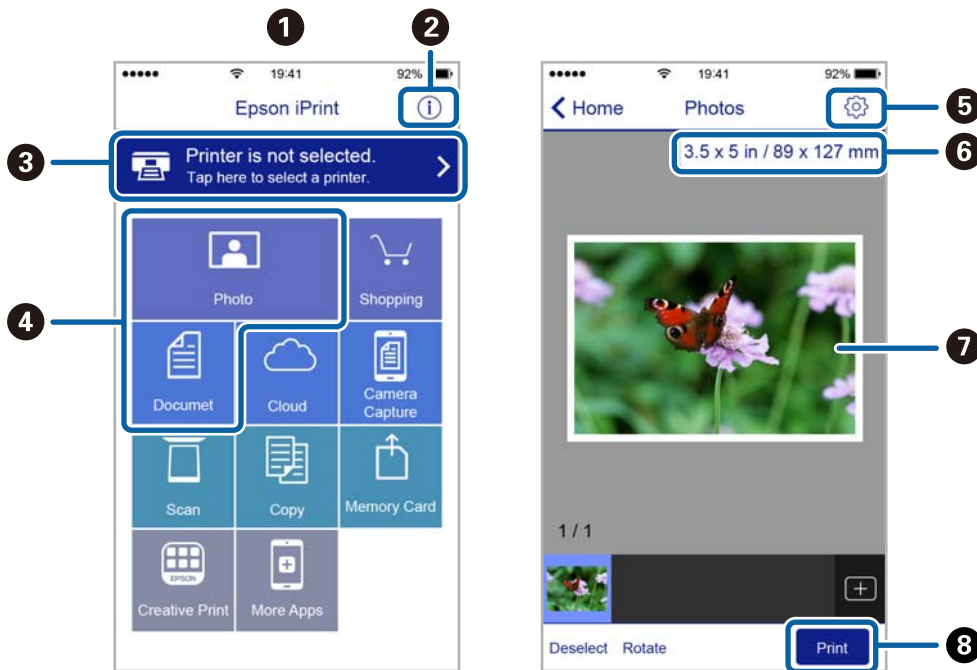 1
2
19:41
92%
Epson iPrint
3
Printer is not selected.
Tap here to select a printer.
4
Photo
Shopping
Documet
Cloud
Camera
Capture
Scan
Copy
Memory Card
EPSON
Creative Print
More Apps
19:41
92%
Home
Photos
5
3.5 x 5 in / 89 x 127 mm
6
7
1 / 1
Deselect
Rotate
Print
8